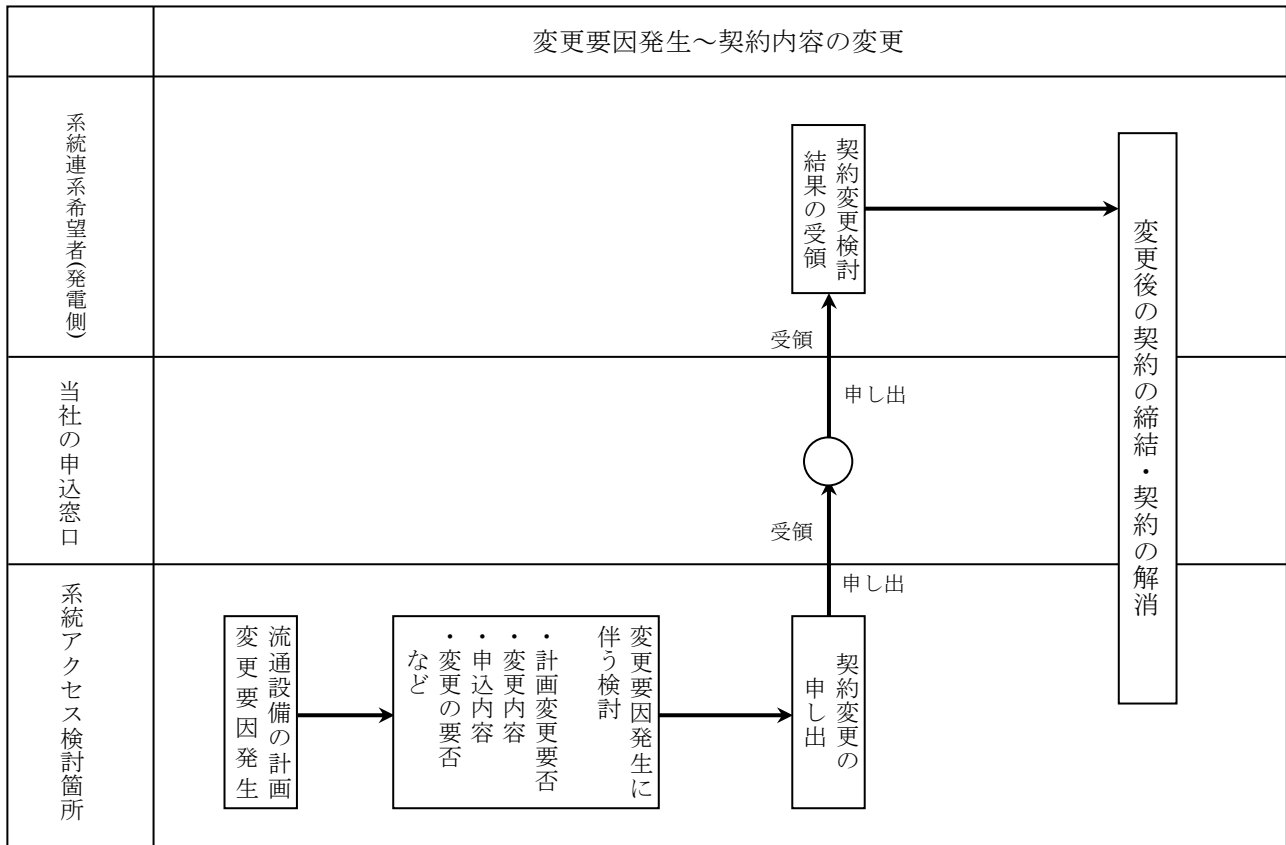 変更要因発生～契約内容の変更
系統連系希望者(発電側)
契約変更検討
結果の受領
変更後の契約の締結・契約の解消
受領
申し出
当社の申込窓口
受領
申し出
系統アクセス検討箇所
流通設備の計画
変更要因発生
変更要因発生に
伴う検討
・計画変更要否
・変更内容
・申込内容
・変更の要否
など
契約変更の
申し出